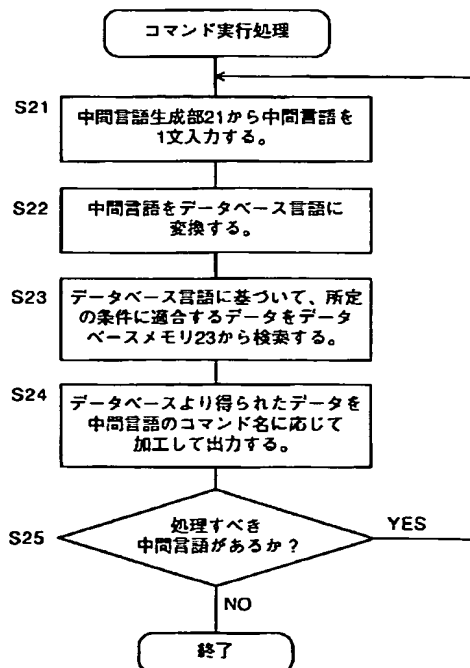 コマンド実行処理
S21
中間言語生成部21から中間言語を
1文入力する。
S22
中間言語をデータベース言語に
変換する。
S23
データベース言語に基づいて、所定
の条件に適合するデータをデータ
ベースメモリ23から検索する。
S24
データベースより得られたデータを
中間言語のコマンド名に応じて
加工して出力する。
S25
処理すべき
中間言語があるか？
YES
NO
終了